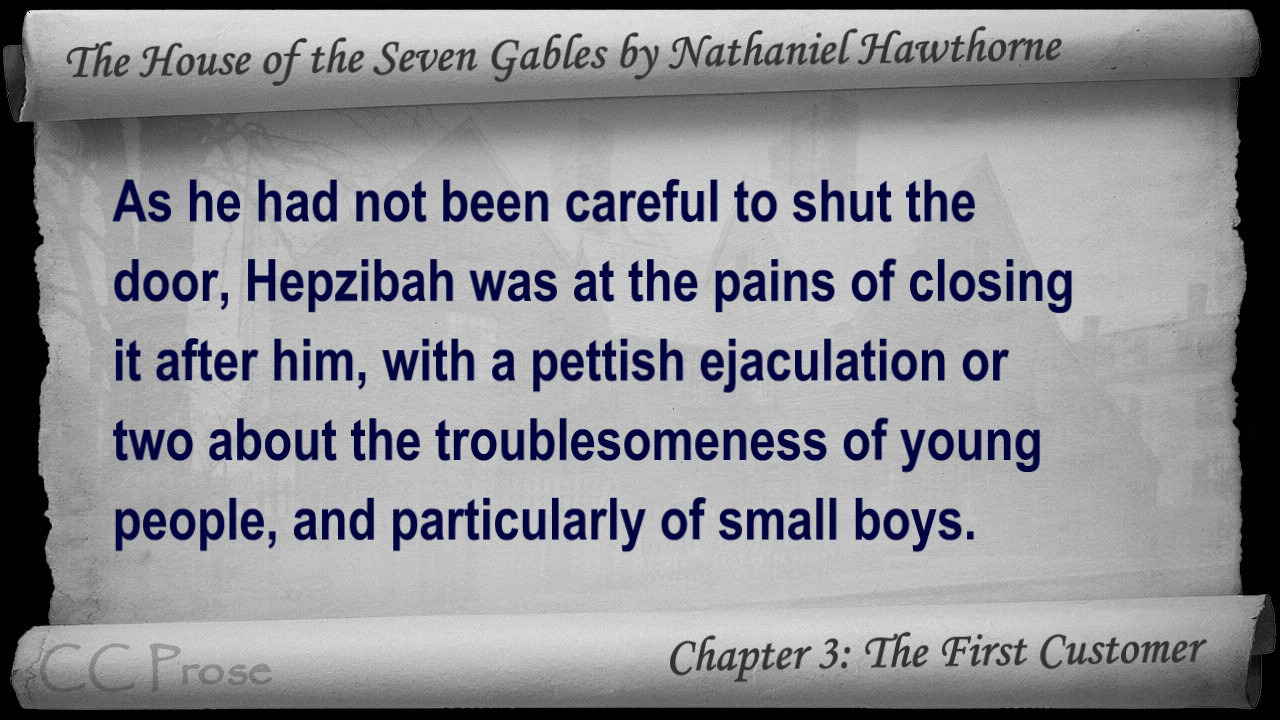 The House of the Seven Gables by Nathaniel Hawthorne
As he had not been careful to shut the
door, Hepzibah was at the pains of closing
it after him, with a pettish ejaculation or
two about the troublesomeness of young
people, and particularly of small boys.
CC Prose
Chapter 3: The First Customer